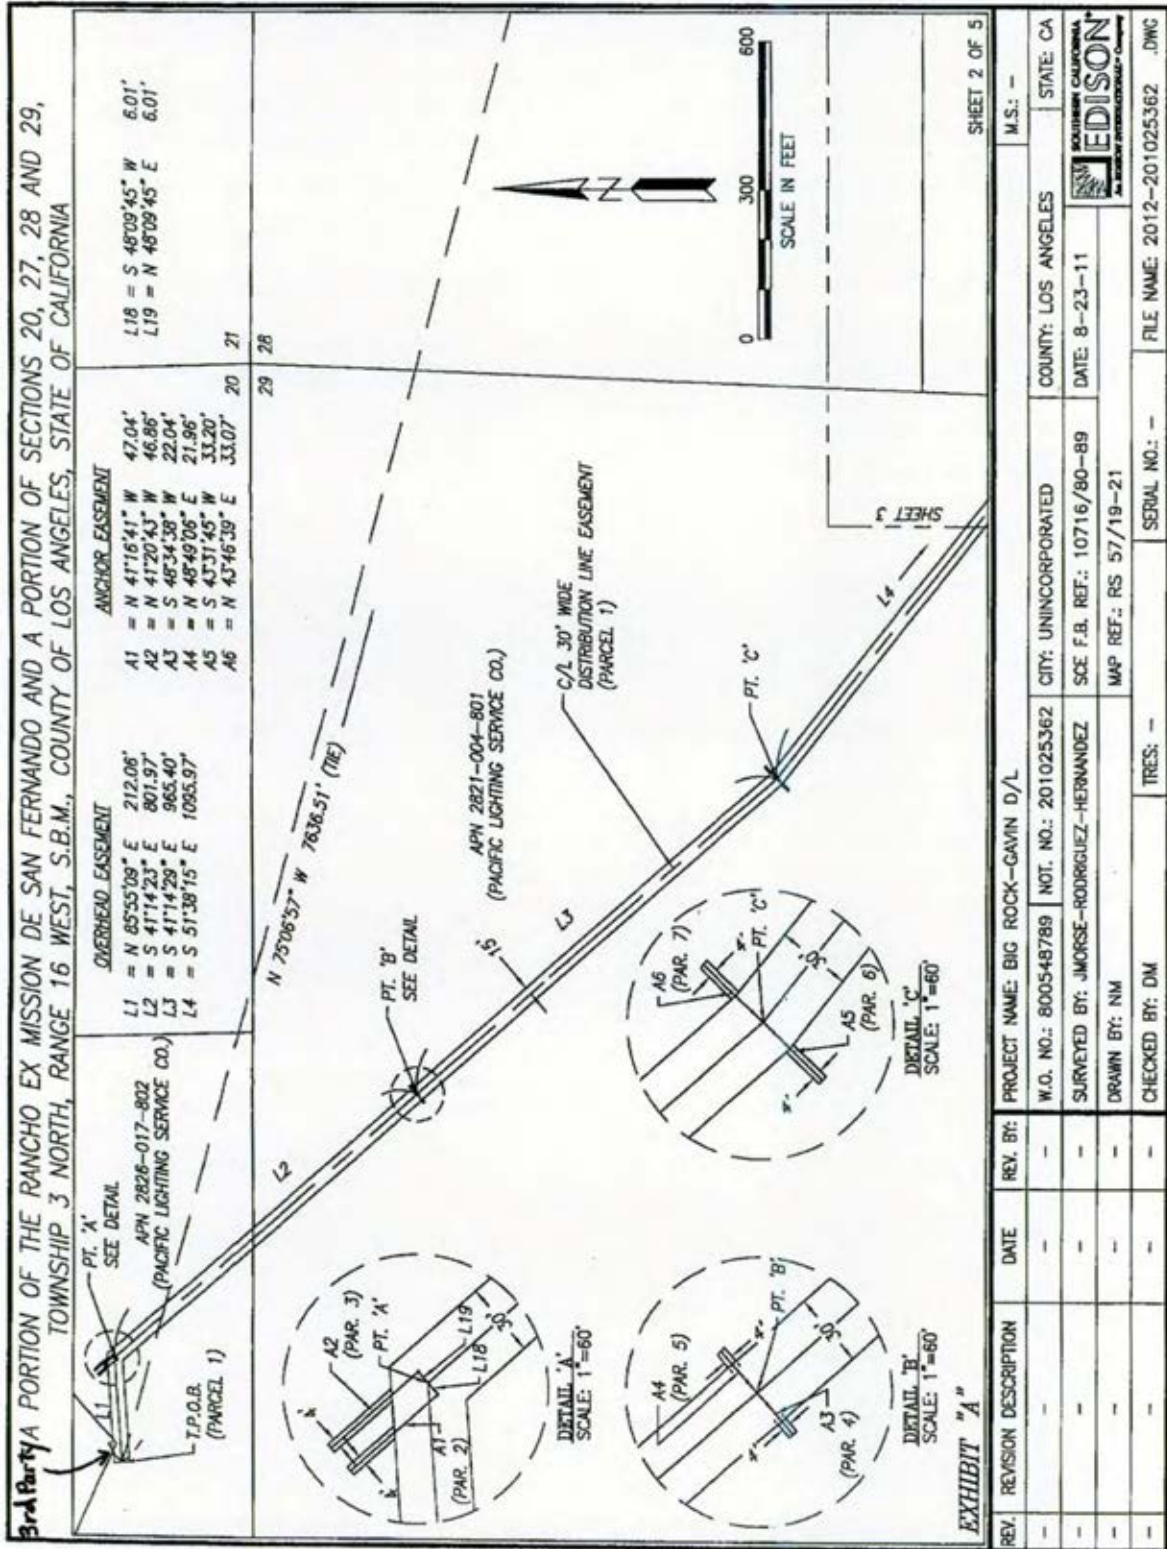 3rd Party
A PORTION OF THE RANCHO EX MISSION DE SAN FERNANDO AND A PORTION OF SECTIONS 20, 27, 28 AND 29,
TOWNSHIP 3 NORTH, RANGE 16 WEST, S.B.M., COUNTY OF LOS ANGELES, STATE OF CALIFORNIA
OVERHEAD EASEMENT
L1 = N 85°55'09" E 212.06'
L2 = S 41°14'23" E 801.97'
L3 = S 41°14'29" E 965.40'
L4 = S 51°38'15" E 1095.97'
ANCHOR EASEMENT
A1 = N 41°16'41" W 47.04'
A2 = N 41°20'43" W 46.86'
A3 = S 48°34'38" W 22.04'
A4 = N 48°49'06" E 21.96'
A5 = S 43°31'45" W 33.20'
A6 = N 43°46'39" E 33.07'
L18 = S 48°09'45" W 6.01'
L19 = N 48°09'45" E 6.01'
20
21
29
28
L1
PT. 'A'
SEE DETAIL
APN 2826-017-802
(PACIFIC LIGHTING SERVICE CO.)
T.P.O.B.
(PARCEL 1)
L2
N 75°06'57" W 7636.51' (TIE)
PT. 'B'
SEE DETAIL
15'
L3
APN 2821-004-801
(PACIFIC LIGHTING SERVICE CO.)
C/L 30' WIDE
DISTRIBUTION LINE EASEMENT
(PARCEL 1)
PT. 'C'
L4
SHEET 3
N
0 300 600
SCALE IN FEET
A2
(PAR. 3)
PT. 'A'
L19
L18
30'
A1
(PAR. 2)
DETAIL 'A'
SCALE: 1"=60'
A4
(PAR. 5)
PT. 'B'
30'
A3
(PAR. 4)
DETAIL 'B'
SCALE: 1"=60'
A6
(PAR. 7)
PT. 'C'
30'
A5
(PAR. 6)
DETAIL 'C'
SCALE: 1"=60'
EXHIBIT "A"
SHEET 2 OF 5
REV. REVISION DESCRIPTION DATE REV. BY:
- - - -
- - - -
- - - -
- - - -
PROJECT NAME: BIG ROCK-GAVIN D/L M.S.: -
W.O. NO.: 800548789 NOT. NO.: 201025362 CITY: UNINCORPORATED COUNTY: LOS ANGELES STATE: CA
SURVEYED BY: JMORSE-RODRIGUEZ-HERNANDEZ SCE F.B. REF.: 10716/80-89 DATE: 8-23-11
DRAWN BY: NM MAP REF.: RS 57/19-21
CHECKED BY: DM TRES: - SERIAL NO.: - FILE NAME: 2012-201025362 .DWG
SOUTHERN CALIFORNIA
EDISON
An EDISON INTERNATIONAL Company